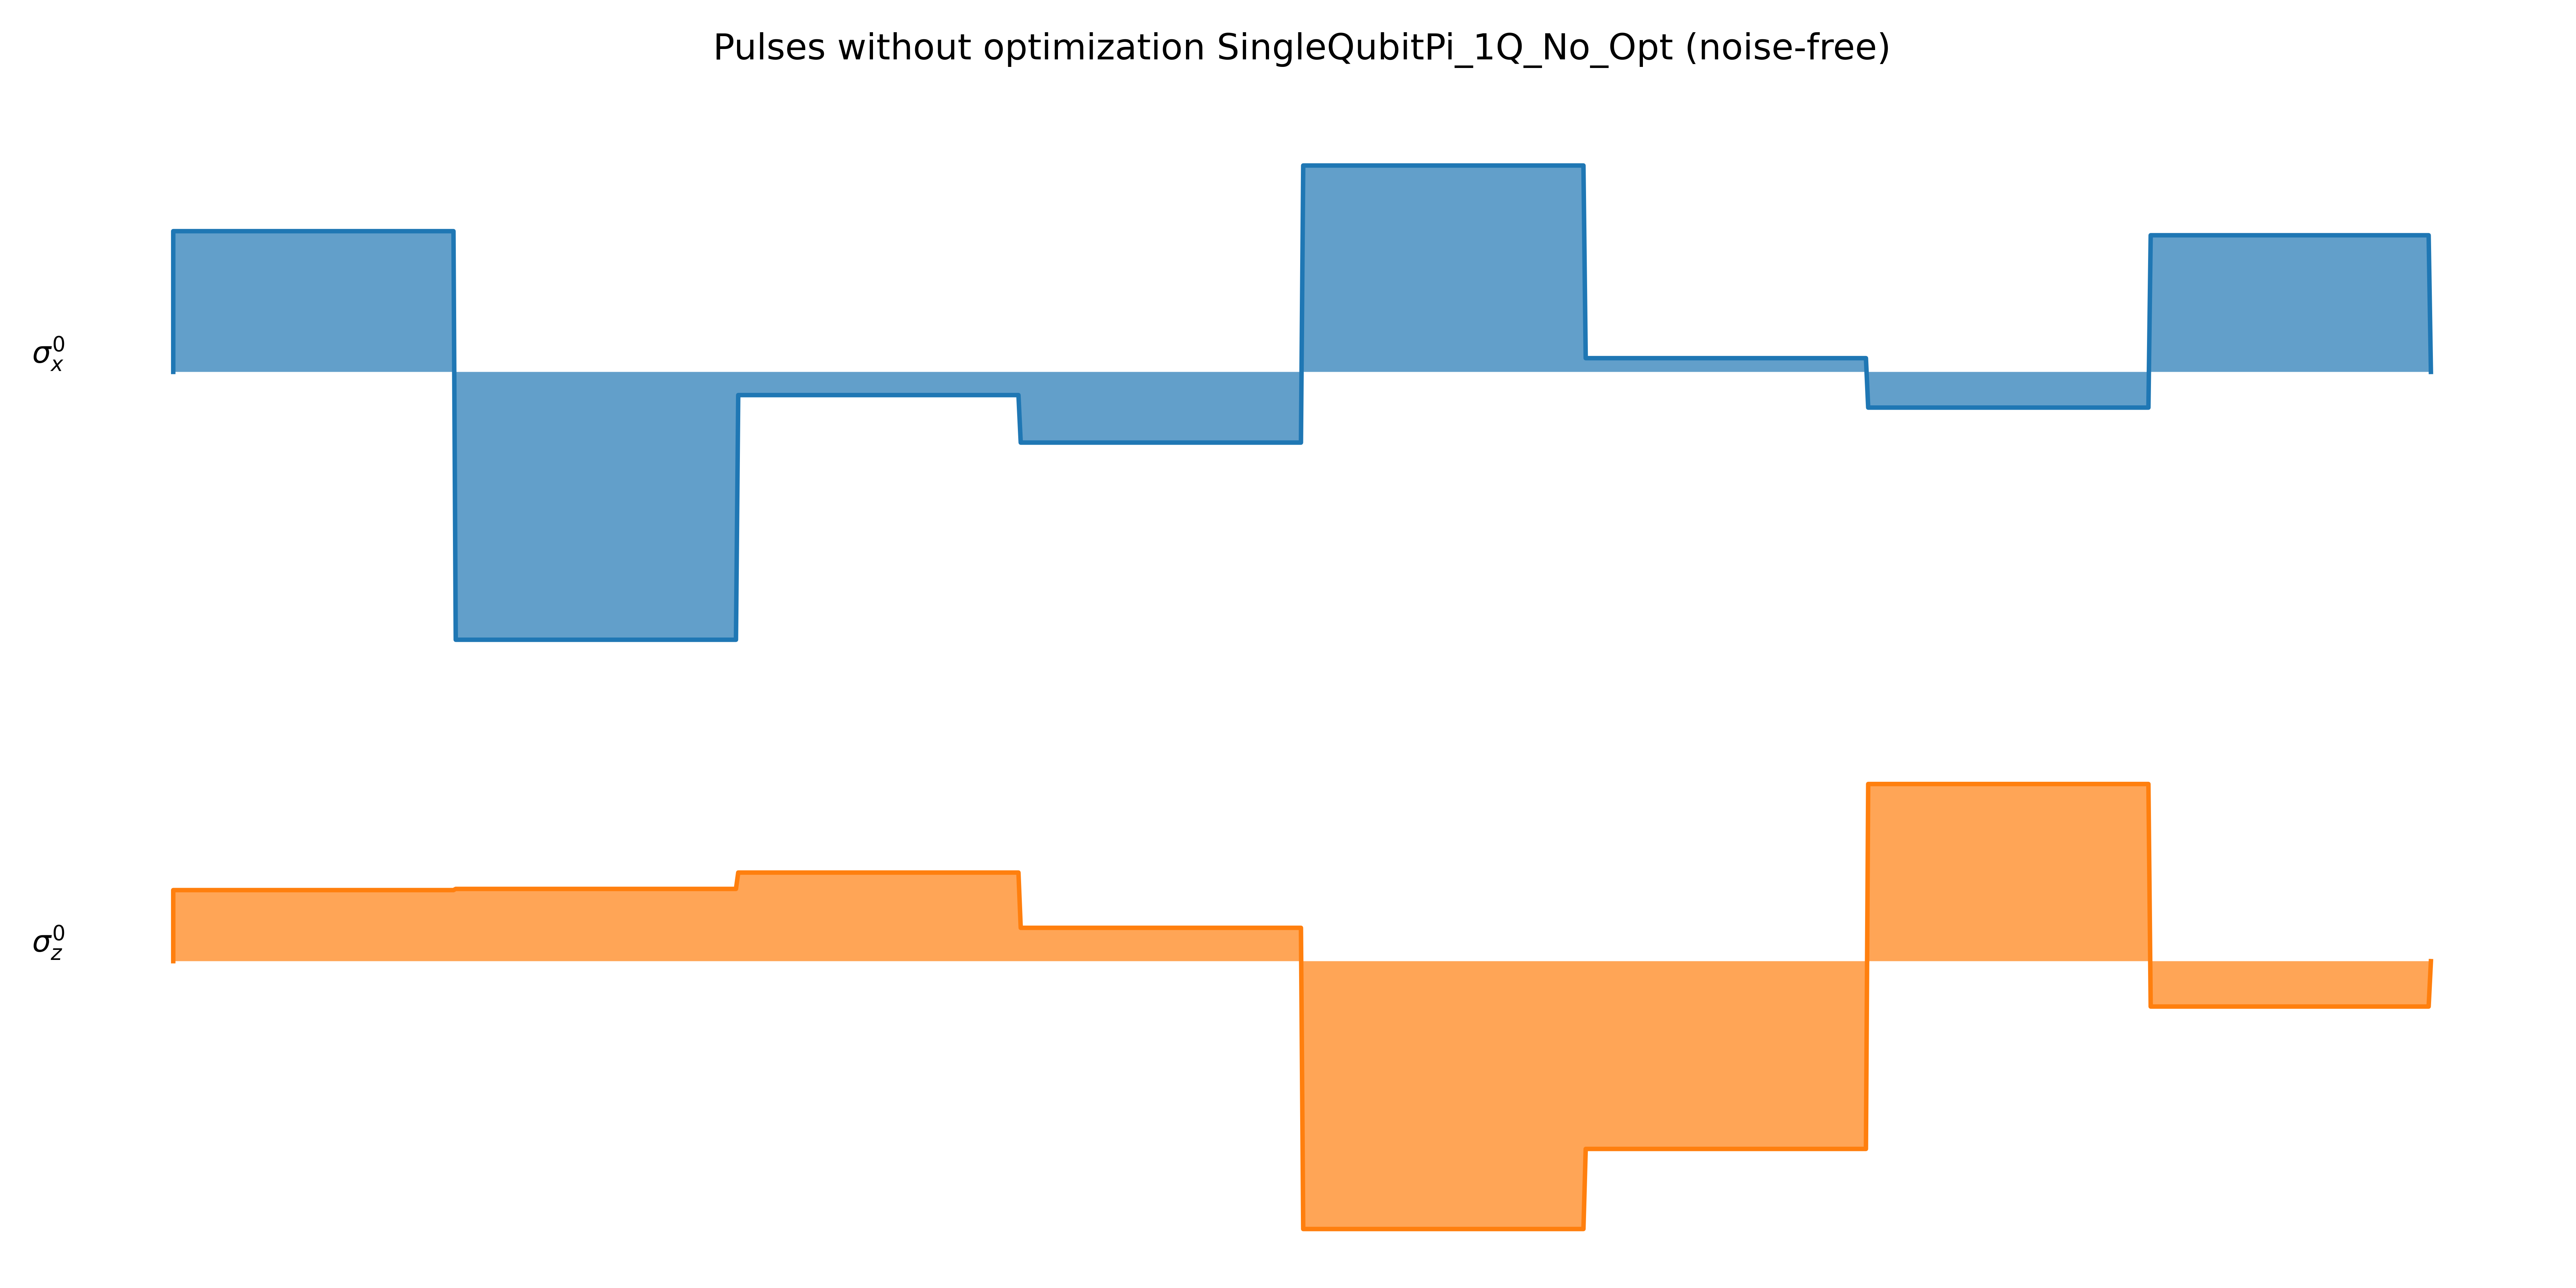 Pulses without optimization SingleQubitPi_1Q_No_Opt (noise-free)
σ_x^0
σ_z^0